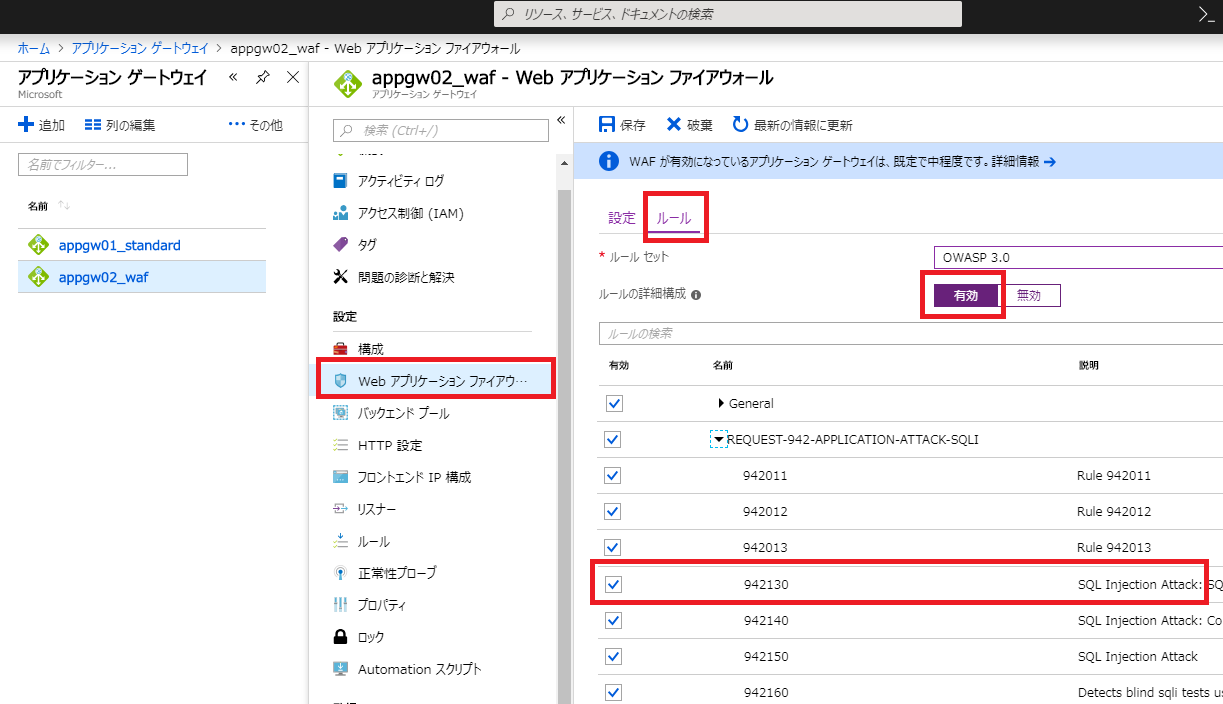 リソース、サービス、ドキュメントの検索
ホーム > アプリケーション ゲートウェイ > appgw02_waf - Web アプリケーション ファイアウォール
アプリケーション ゲートウェイ
Microsoft
追加
列の編集
その他
名前でフィルター...
名前
appgw01_standard
appgw02_waf
appgw02_waf - Web アプリケーション ファイアウォール
アプリケーション ゲートウェイ
検索 (Ctrl+/)
アクティビティ ログ
アクセス制御 (IAM)
タグ
問題の診断と解決
設定
構成
Web アプリケーション ファイアウ…
バックエンド プール
HTTP 設定
フロントエンド IP 構成
リスナー
ルール
正常性プローブ
プロパティ
ロック
Automation スクリプト
保存
破棄
最新の情報に更新
WAF が有効になっているアプリケーション ゲートウェイは、既定で中程度です。詳細情報 →
設定
ルール
* ルール セット
OWASP 3.0
ルールの詳細構成
有効
無効
ルールの検索
有効 名前 説明
General
REQUEST-942-APPLICATION-ATTACK-SQLI
942011 Rule 942011
942012 Rule 942012
942013 Rule 942013
942130 SQL Injection Attack: SQ
942140 SQL Injection Attack: Co
942150 SQL Injection Attack
942160 Detects blind sqli tests us